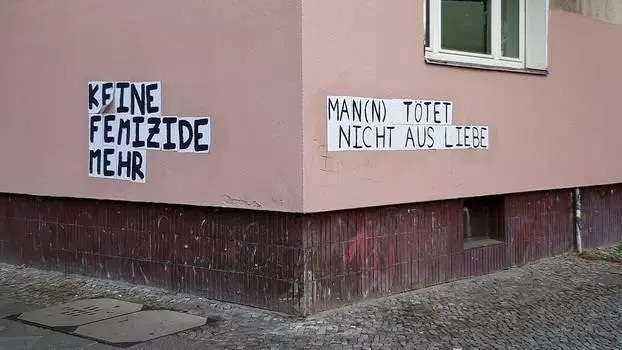 KEINE
FEMIZIDE
MEHR
MAN(N) TÖTET
NICHT AUS LIEBE